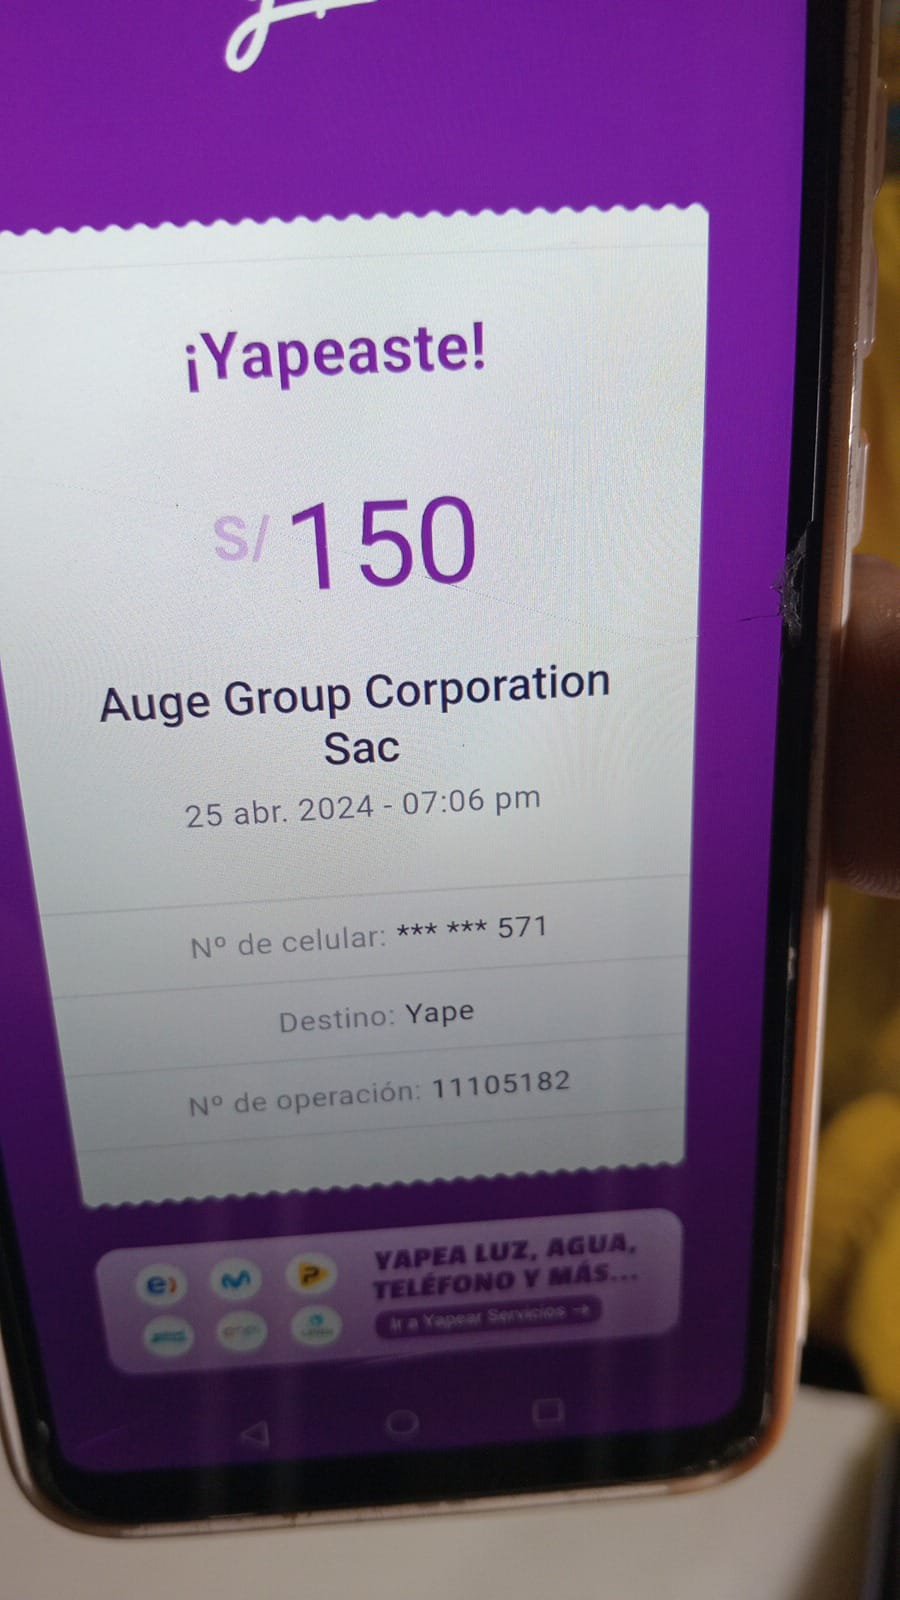 ¡Yapeaste!
S/ 150
Auge Group Corporation
Sac
25 abr. 2024 - 07:06 pm
Nº de celular: *** *** 571
Destino: Yape
Nº de operación: 11105182
YAPEA LUZ, AGUA,
TELÉFONO Y MÁS...
Ir a Yapear Servicios →